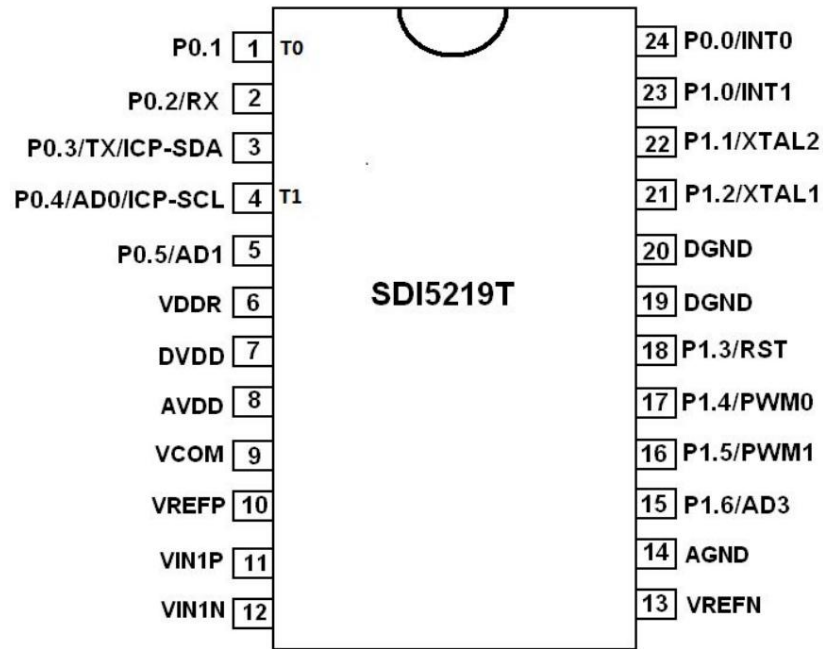 P0.1 1 T0
P0.2/RX 2
P0.3/TX/ICP-SDA 3
P0.4/AD0/ICP-SCL 4 T1
P0.5/AD1 5
VDDR 6
DVDD 7
AVDD 8
VCOM 9
VREFP 10
VIN1P 11
VIN1N 12
SDI5219T
24 P0.0/INT0
23 P1.0/INT1
22 P1.1/XTAL2
21 P1.2/XTAL1
20 DGND
19 DGND
18 P1.3/RST
17 P1.4/PWM0
16 P1.5/PWM1
15 P1.6/AD3
14 AGND
13 VREFN